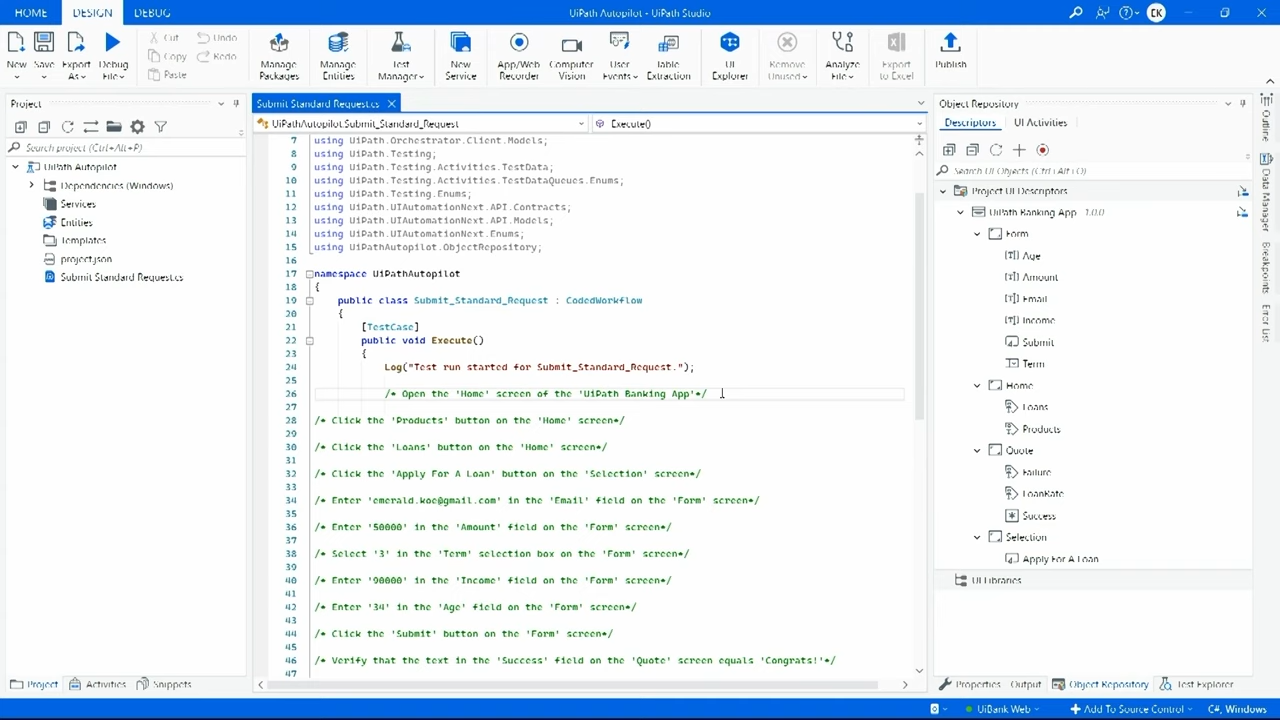 HOME DESIGN DEBUG
UiPath Autopilot - UiPath Studio
EK
New Save Export As Debug File
Cut Copy Paste
Undo Redo
Manage Packages
Manage Entities
Test Manager
New Service
App/Web Recorder
Computer Vision
User Events
Table Extraction
UI Explorer
Remove Unused
Analyze File
Export to Excel
Publish
Project
Search project (Ctrl+Alt+P)
UiPath Autopilot
Dependencies (Windows)
Services
Entities
Templates
project.json
Submit Standard Request.cs
Submit Standard Request.cs
UiPathAutopilot.Submit_Standard_Request
Execute()
7 using UiPath.Orchestrator.Client.Models;
8 using UiPath.Testing;
9 using UiPath.Testing.Activities.TestData;
10 using UiPath.Testing.Activities.TestDataQueues.Enums;
11 using UiPath.Testing.Enums;
12 using UiPath.UIAutomationNext.API.Contracts;
13 using UiPath.UIAutomationNext.API.Models;
14 using UiPath.UIAutomationNext.Enums;
15 using UiPathAutopilot.ObjectRepository;
16
17 namespace UiPathAutopilot
18 {
19 public class Submit_Standard_Request : CodedWorkflow
20 {
21 [TestCase]
22 public void Execute()
23 {
24 Log("Test run started for Submit_Standard_Request.");
25
26 /* Open the 'Home' screen of the 'UiPath Banking App'*/
27
28 /* Click the 'Products' button on the 'Home' screen*/
29
30 /* Click the 'Loans' button on the 'Home' screen*/
31
32 /* Click the 'Apply For A Loan' button on the 'Selection' screen*/
33
34 /* Enter 'emerald.koe@gmail.com' in the 'Email' field on the 'Form' screen*/
35
36 /* Enter '50000' in the 'Amount' field on the 'Form' screen*/
37
38 /* Select '3' in the 'Term' selection box on the 'Form' screen*/
39
40 /* Enter '90000' in the 'Income' field on the 'Form' screen*/
41
42 /* Enter '34' in the 'Age' field on the 'Form' screen*/
43
44 /* Click the 'Submit' button on the 'Form' screen*/
45
46 /* Verify that the text in the 'Success' field on the 'Quote' screen equals 'Congrats!'*/
47
Object Repository
Descriptors UI Activities
Search UI Objects (Ctrl+Alt+O)
Project UI Descriptors
UiPath Banking App 1.0.0
Form
Age
Amount
Email
Income
Submit
Term
Home
Loans
Products
Quote
Failure
LoanRate
Success
Selection
Apply For A Loan
UI Libraries
Outline
Data Manager
Breakpoints
Error List
Project Activities Snippets
Properties Output Object Repository Test Explorer
0 UiBank Web Add To Source Control C#, Windows